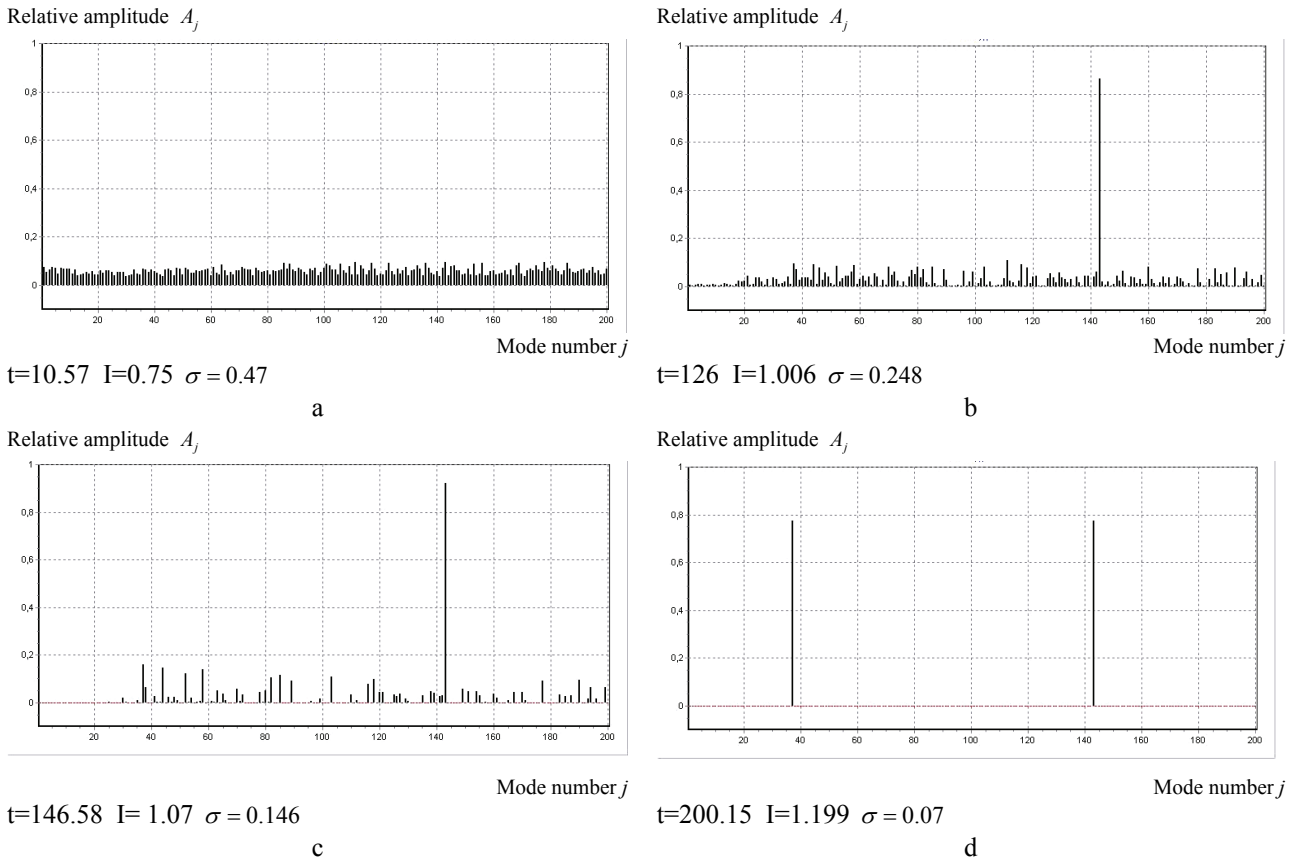 Relative amplitude A_j
1
0,8
0,6
0,4
0,2
0
20 40 60 80 100 120 140 160 180 200
Mode number j
t=10.57 I=0.75 σ = 0.47
a
Relative amplitude A_j
1
0,8
0,6
0,4
0,2
0
20 40 60 80 100 120 140 160 180 200
Mode number j
t=126 I=1.006 σ = 0.248
b
Relative amplitude A_j
1
0,8
0,6
0,4
0,2
0
20 40 60 80 100 120 140 160 180 200
Mode number j
t=146.58 I= 1.07 σ = 0.146
c
Relative amplitude A_j
1
0,8
0,6
0,4
0,2
0
20 40 60 80 100 120 140 160 180 200
Mode number j
t=200.15 I=1.199 σ = 0.07
d